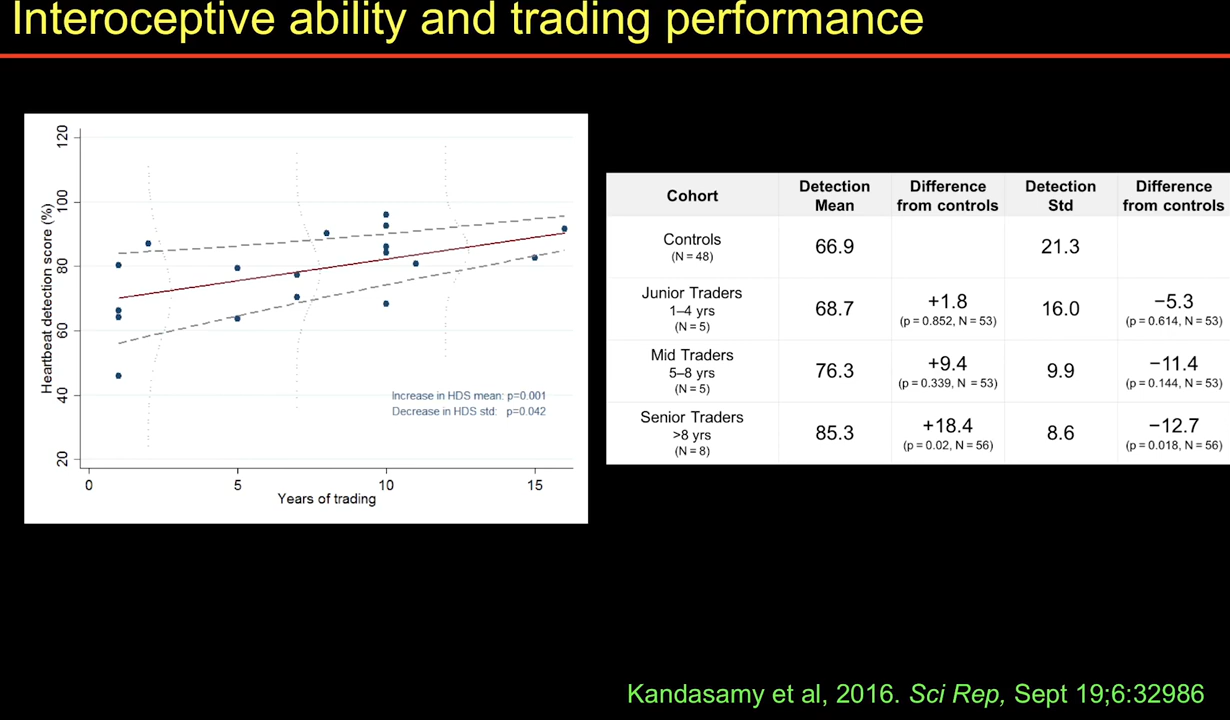 Interoceptive ability and trading performance
120
100
80
60
40
20
Heartbeat detection score (%)
Increase in HDS mean: p=0.001
Decrease in HDS std: p=0.042
0 5 10 15
Years of trading
Cohort Detection Mean Difference from controls Detection Std Difference from controls
Controls (N = 48) 66.9 21.3
Junior Traders 1–4 yrs (N = 5) 68.7 +1.8 (p = 0.852, N = 53) 16.0 −5.3 (p = 0.614, N = 53)
Mid Traders 5–8 yrs (N = 5) 76.3 +9.4 (p = 0.339, N = 53) 9.9 −11.4 (p = 0.144, N = 53)
Senior Traders >8 yrs (N = 8) 85.3 +18.4 (p = 0.02, N = 56) 8.6 −12.7 (p = 0.018, N = 56)
Kandasamy et al, 2016. Sci Rep, Sept 19;6:32986